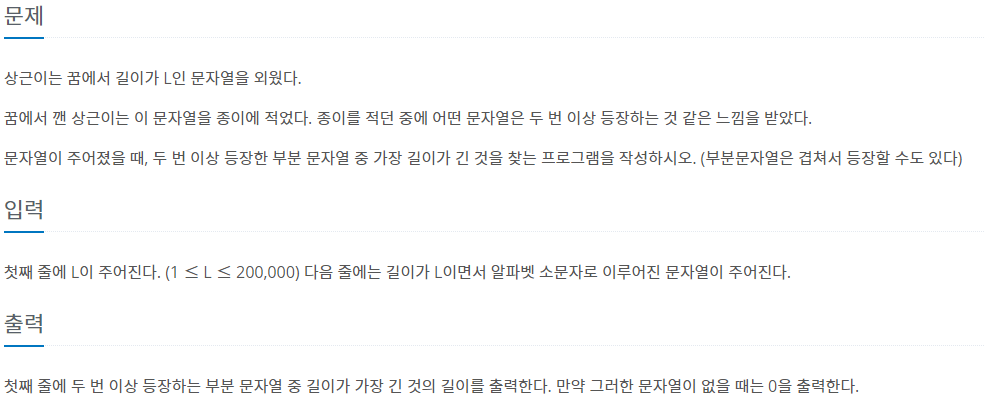 문제
상근이는 꿈에서 길이가 L인 문자열을 외웠다.
꿈에서 깬 상근이는 이 문자열을 종이에 적었다. 종이를 적던 중에 어떤 문자열은 두 번 이상 등장하는 것 같은 느낌을 받았다.
문자열이 주어졌을 때, 두 번 이상 등장한 부분 문자열 중 가장 길이가 긴 것을 찾는 프로그램을 작성하시오. (부분문자열은 겹쳐서 등장할 수도 있다)
입력
첫째 줄에 L이 주어진다. (1 ≤ L ≤ 200,000) 다음 줄에는 길이가 L이면서 알파벳 소문자로 이루어진 문자열이 주어진다.
출력
첫째 줄에 두 번 이상 등장하는 부분 문자열 중 길이가 가장 긴 것의 길이를 출력한다. 만약 그러한 문자열이 없을 때는 0을 출력한다.